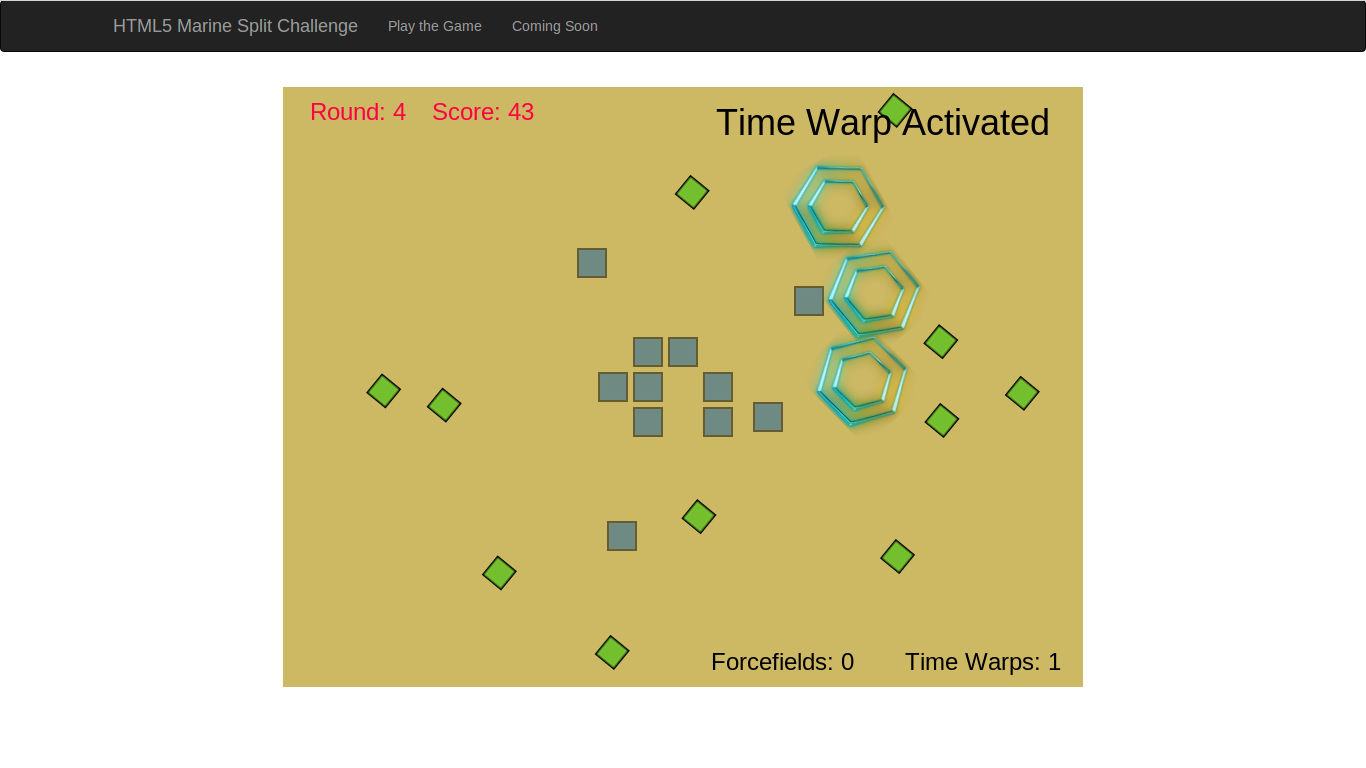 HTML5 Marine Split Challenge Play the Game Coming Soon
Round: 4 Score: 43
Time Warp Activated
Forcefields: 0 Time Warps: 1